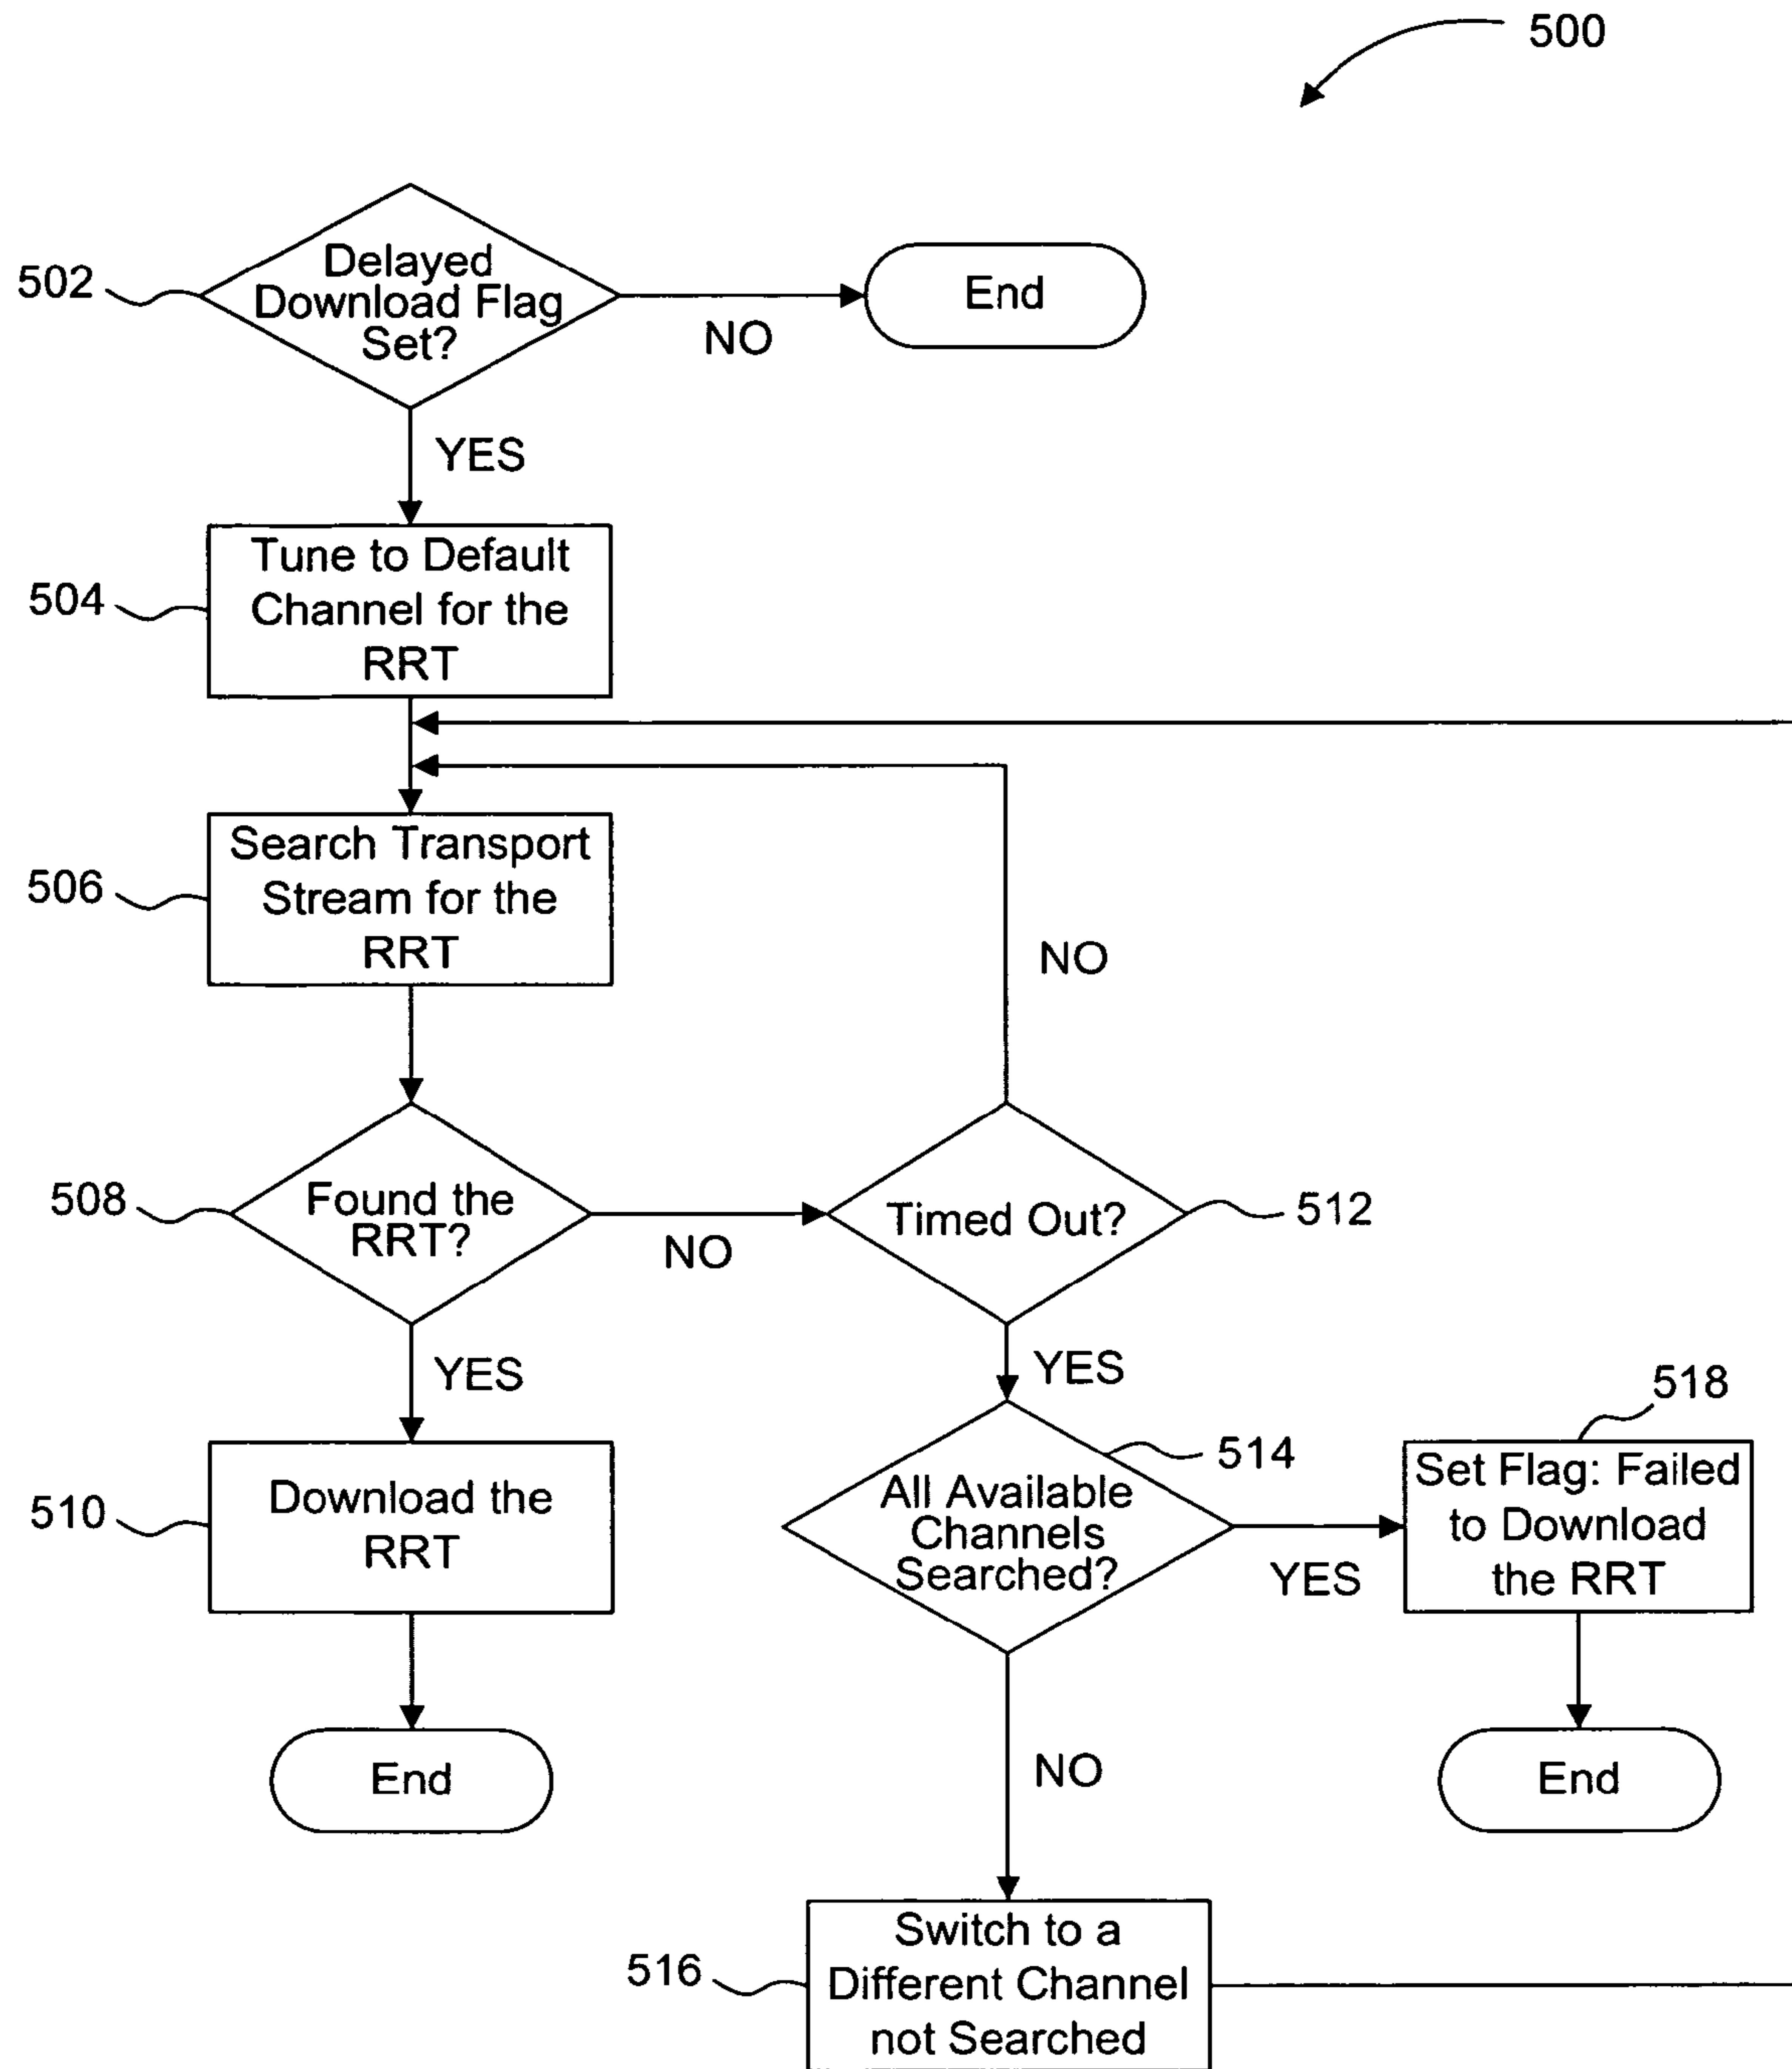 500
502
Delayed
Download Flag
Set?
NO
End
YES
504
Tune to Default
Channel for the
RRT
506
Search Transport
Stream for the
RRT
NO
508
Found the
RRT?
NO
Timed Out?
512
YES
YES
510
Download the
RRT
514
All Available
Channels
Searched?
YES
518
Set Flag: Failed
to Download
the RRT
End
NO
End
516
Switch to a
Different Channel
not Searched